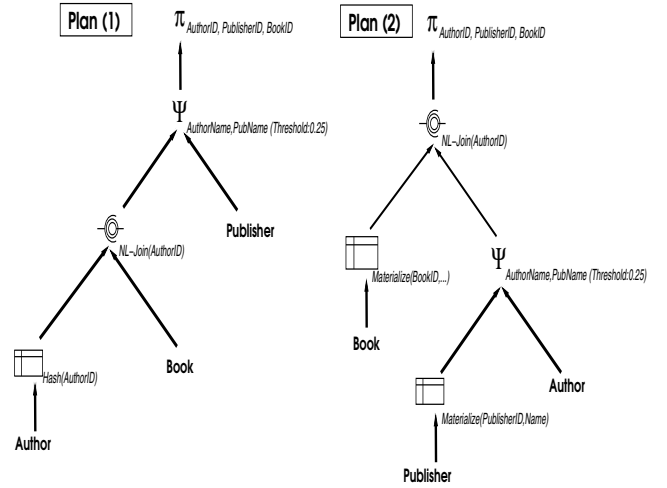 Plan (1)
π AuthorID, PublisherID, BookID
Ψ AuthorName,PubName (Threshold:0.25)
NL-Join(AuthorID)
Publisher
Hash(AuthorID)
Book
Author
Plan (2)
π AuthorID, PublisherID, BookID
NL-Join(AuthorID)
Materialize(BookID,...)
Ψ AuthorName,PubName (Threshold:0.25)
Book
Materialize(PublisherID,Name)
Author
Publisher